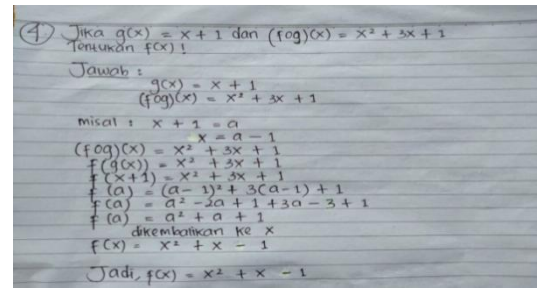 ④ Jika g(x) = x + 1 dan (fog)(x) = x² + 3x + 1
Tentukan f(x) !
Jawab :
g(x) = x + 1
(fog)(x) = x² + 3x + 1
misal : x + 1 = a
x = a - 1
(fog)(x) = x² + 3x + 1
f(g(x)) = x² + 3x + 1
f(x+1) = x² + 3x + 1
f(a) = (a-1)² + 3(a-1) + 1
f(a) = a² - 2a + 1 + 3a - 3 + 1
f(a) = a² + a + 1
dikembalikan ke x
f(x) = x² + x - 1
Jadi, f(x) = x² + x - 1